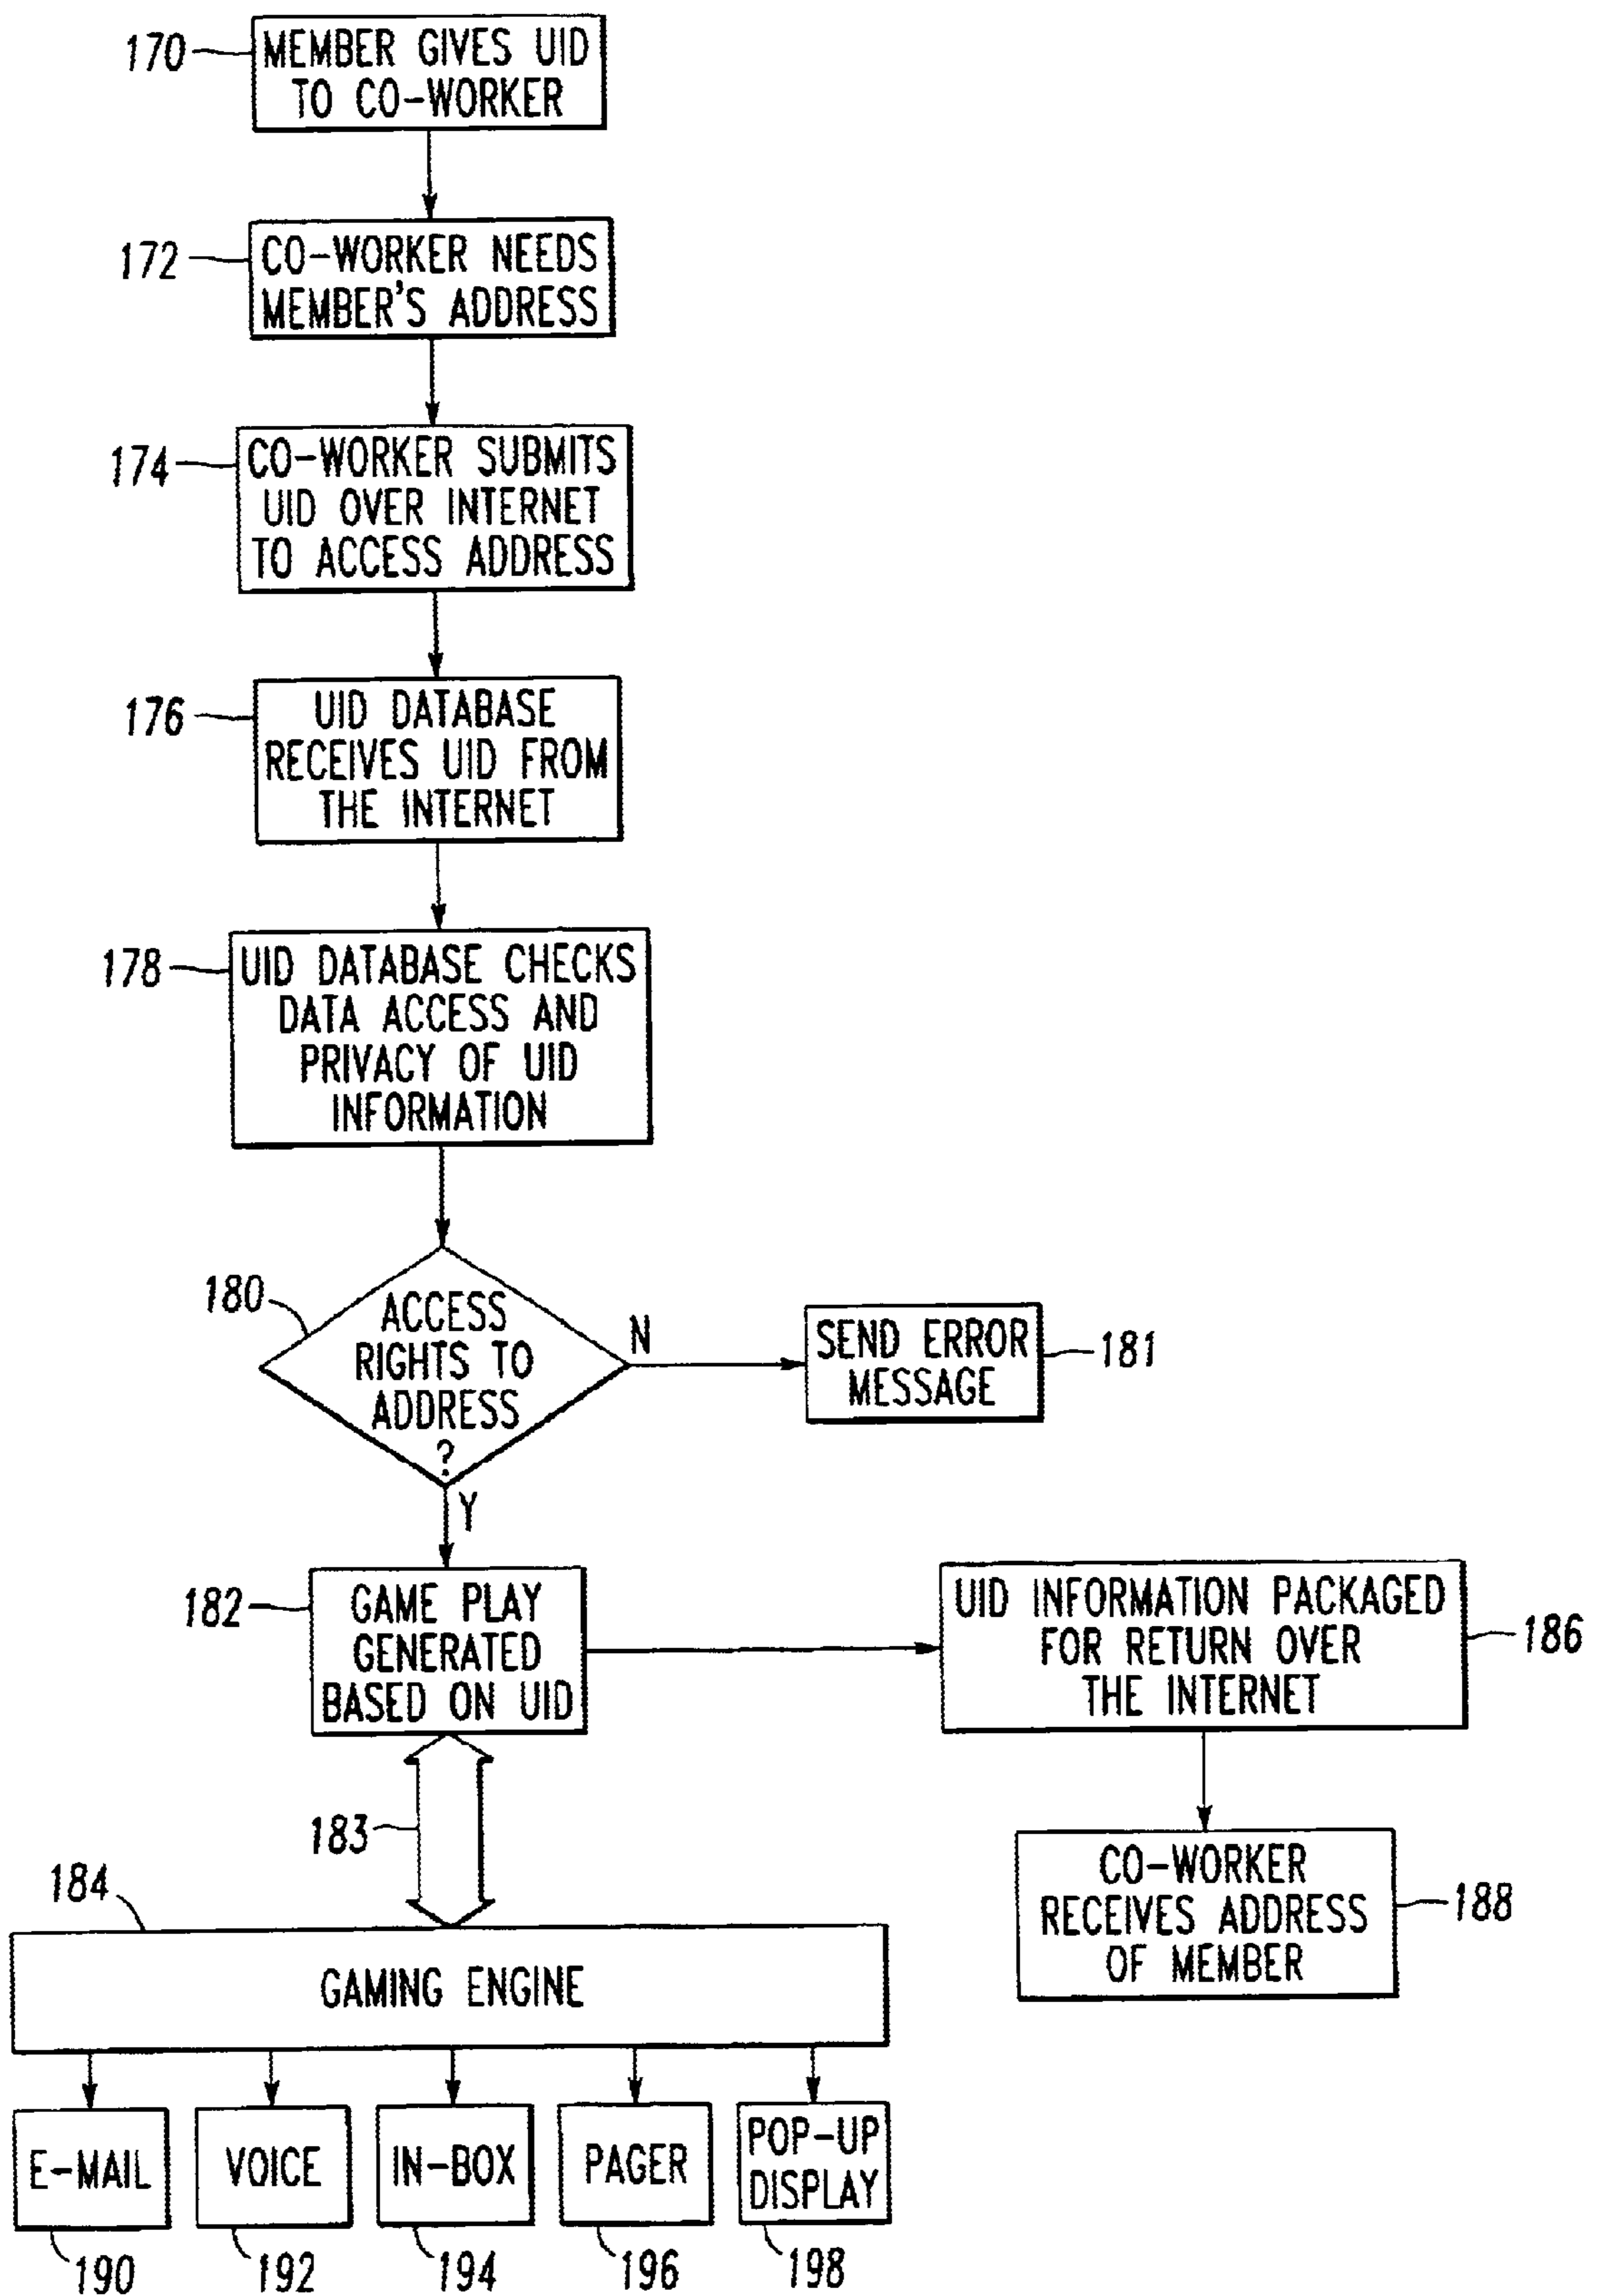 170
MEMBER GIVES UID
TO CO-WORKER
172
CO-WORKER NEEDS
MEMBER'S ADDRESS
174
CO-WORKER SUBMITS
UID OVER INTERNET
TO ACCESS ADDRESS
176
UID DATABASE
RECEIVES UID FROM
THE INTERNET
178
UID DATABASE CHECKS
DATA ACCESS AND
PRIVACY OF UID
INFORMATION
180
ACCESS
RIGHTS TO
ADDRESS
?
N
SEND ERROR
MESSAGE
181
Y
182
GAME PLAY
GENERATED
BASED ON UID
UID INFORMATION PACKAGED
FOR RETURN OVER
THE INTERNET
186
183
CO-WORKER
RECEIVES ADDRESS
OF MEMBER
188
184
GAMING ENGINE
E-MAIL
VOICE
IN-BOX
PAGER
POP-UP
DISPLAY
190
192
194
196
198